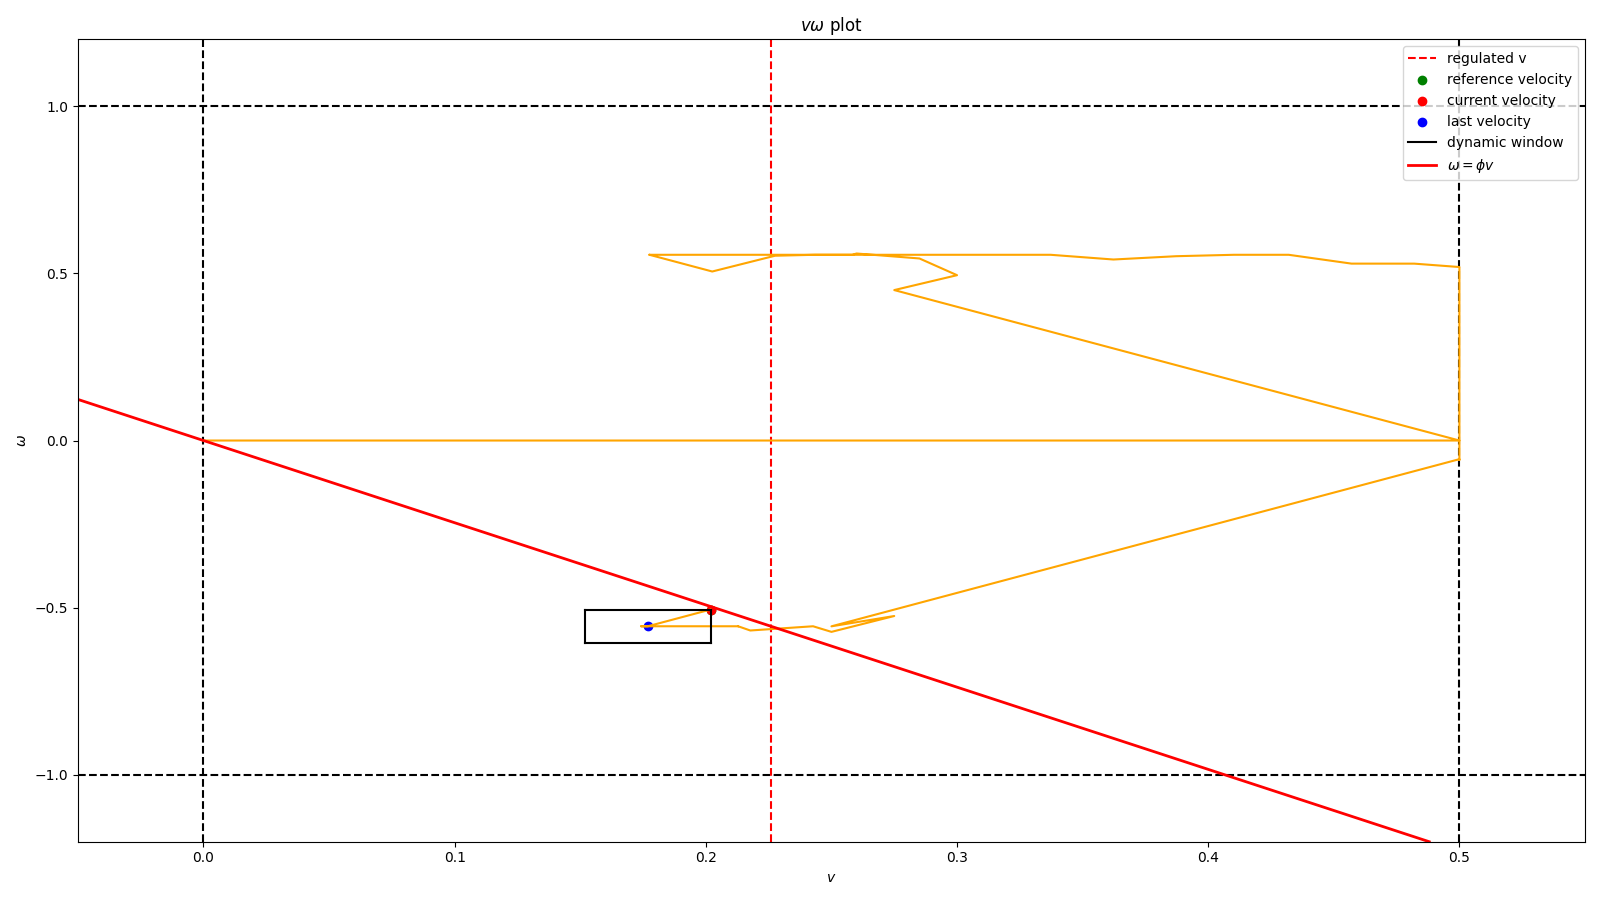 vω plot
regulated v
reference velocity
current velocity
last velocity
dynamic window
ω = ϕv
1.0
0.5
0.0
−0.5
−1.0
ω
0.0 0.1 0.2 0.3 0.4 0.5
v